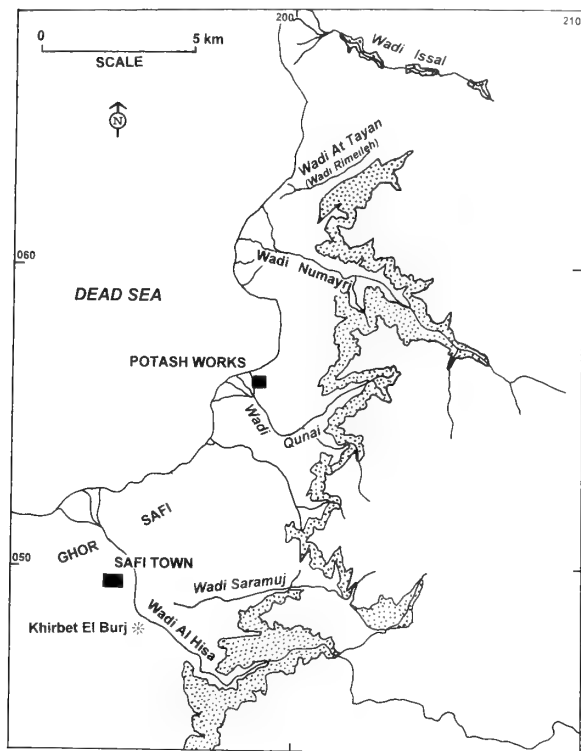 200
210
0
5 km
SCALE
N
Wadi Issal
Wadi At Tayan
(Wadi Rimeileh)
060
Wadi Numayr
DEAD SEA
POTASH WORKS
Wadi
Qunai
SAFI
GHOR
050
SAFI TOWN
Wadi Saramuj
Khirbet El Burj
Wadi Al Hisa